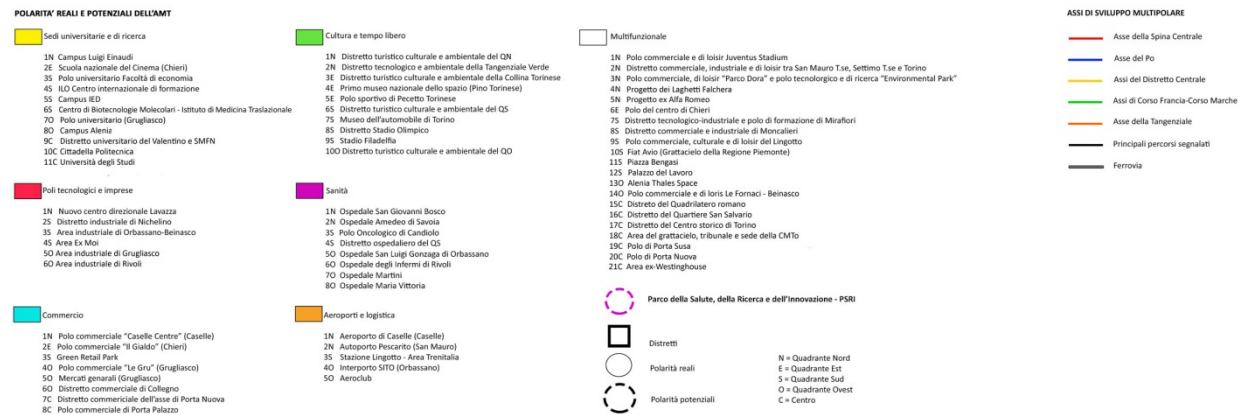 POLARITA' REALI E POTENZIALI DELL'AMT
Sedi universitarie e di ricerca
1N Campus Luigi Einaudi
2E Scuola nazionale del Cinema (Chieri)
3S Polo universitario Facoltà di economia
4S ILO Centro internazionale di formazione
5S Campus IED
6S Centro di Biotecnologie Molecolari - Istituto di Medicina Traslazionale
7O Polo universitario (Grugliasco)
8O Campus Alenia
9C Distretto universitario del Valentino e SMFN
10C Cittadella Politecnica
11C Università degli Studi
Poli tecnologici e imprese
1N Nuovo centro direzionale Lavazza
2S Distretto industriale di Nichelino
3S Area industriale di Orbassano-Beinasco
4S Area Ex Moi
5O Area industriale di Grugliasco
6O Area industriale di Rivoli
Commercio
1N Polo commerciale "Caselle Centre" (Caselle)
2E Polo commerciale "Il Gialdo" (Chieri)
3S Green Retail Park
4O Polo commerciale "Le Gru" (Grugliasco)
5O Mercati genarali (Grugliasco)
6O Distretto commerciale di Collegno
7C Distretto commericiale dell'asse di Porta Nuova
8C Polo commerciale di Porta Palazzo
Cultura e tempo libero
1N Distretto turistico culturale e ambientale del QN
2N Distretto tecnologico e ambientale della Tangenziale Verde
3E Distretto turistico culturale e ambientale della Collina Torinese
4E Primo museo nazionale dello spazio (Pino Torinese)
5E Polo sportivo di Pecetto Torinese
6S Distretto turistico culturale e ambientale del QS
7S Museo dell'automobile di Torino
8S Distretto Stadio Olimpico
9S Stadio Filadelfia
10O Distretto turistico culturale e ambientale del QO
Sanità
1N Ospedale San Giovanni Bosco
2N Ospedale Amedeo di Savoia
3S Polo Oncologico di Candiolo
4S Distretto ospedaliero del QS
5O Ospedale San Luigi Gonzaga di Orbassano
6O Ospedale degli Infermi di Rivoli
7O Ospedale Martini
8O Ospedale Maria Vittoria
Aeroporti e logistica
1N Aeroporto di Caselle (Caselle)
2N Autoporto Pescarito (San Mauro)
3S Stazione Lingotto - Area Trenitalia
4O Interporto SITO (Orbassano)
5O Aeroclub
Multifunzionale
1N Polo commerciale e di loisir Juventus Stadium
2N Distretto commerciale, industriale e di loisir tra San Mauro T.se, Settimo T.se e Torino
3N Polo commerciale, di loisir "Parco Dora" e polo tecnolorgico e di ricerca "Environmental Park"
4N Progetto dei Laghetti Falchera
5N Progetto ex Alfa Romeo
6E Polo del centro di Chieri
7S Distretto tecnologico-industriale e polo di formazione di Mirafiori
8S Distretto commerciale e industriale di Moncalieri
9S Polo commerciale, culturale e di loisir del Lingotto
10S Fiat Avio (Grattacielo della Regione Piemonte)
11S Piazza Bengasi
12S Palazzo del Lavoro
13O Alenia Thales Space
14O Polo commerciale e di loris Le Fornaci - Beinasco
15C Distreto del Quadrilatero romano
16C Distretto del Quartiere San Salvario
17C Distretto del Centro storico di Torino
18C Area del grattacielo, tribunale e sede della CMTo
19C Polo di Porta Susa
20C Polo di Porta Nuova
21C Area ex-Westinghouse
Parco della Salute, della Ricerca e dell'Innovazione - PSRI
Distretti
Polarità reali
Polarità potenziali
N = Quadrante Nord
E = Quadrante Est
S = Quadrante Sud
O = Quadrante Ovest
C = Centro
ASSI DI SVILUPPO MULTIPOLARE
Asse della Spina Centrale
Asse del Po
Assi del Distretto Centrale
Assi di Corso Francia-Corso Marche
Asse della Tangenziale
Principali percorsi segnalati
Ferrovia